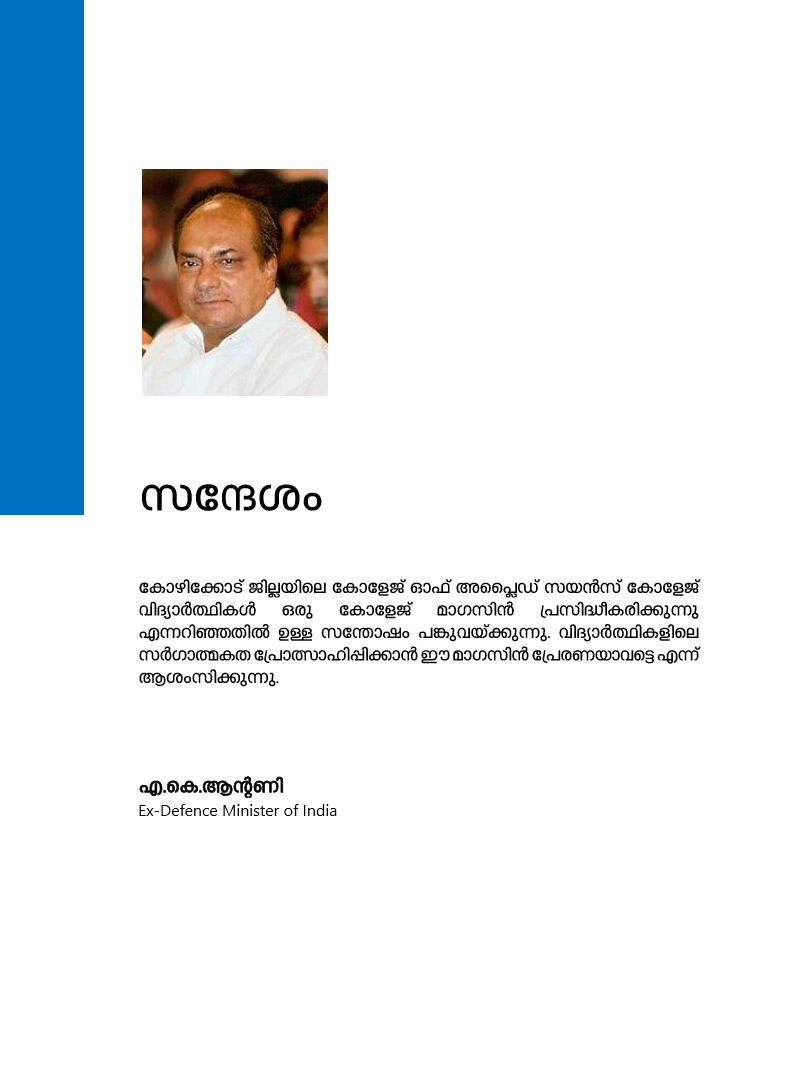 സന്ദേശം
കോഴിക്കോട് ജില്ലയിലെ കോളേജ് ഓഫ് അപ്ലൈഡ് സയൻസ് കോളേജ്
വിദ്യാർത്ഥികൾ ഒരു കോളേജ് മാഗസിൻ പ്രസിദ്ധീകരിക്കുന്നു
എന്നറിഞ്ഞതിൽ ഉള്ള സന്തോഷം പങ്കുവയ്ക്കുന്നു. വിദ്യാർത്ഥികളിലെ
സർഗാത്മകത പ്രോത്സാഹിപ്പിക്കാൻ ഈ മാഗസിൻ പ്രേരണയാവട്ടെ എന്ന്
ആശംസിക്കുന്നു.
എ.കെ.ആന്റണി
Ex-Defence Minister of India